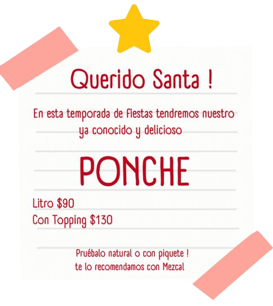 Querido Santa !
En esta temporada de fiestas tendremos nuestro
ya conocido y delicioso
PONCHE
Litro $90
Con Topping $130
Pruébalo natural o con piquete !
te lo recomendamos con Mezcal